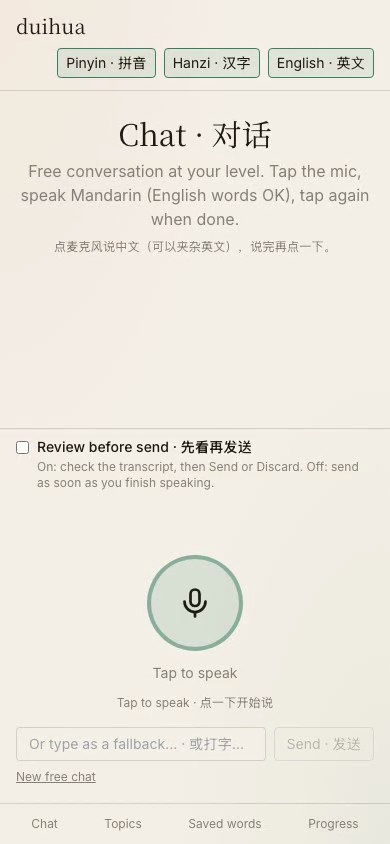 duihua
Pinyin · 拼音 Hanzi · 汉字 English · 英文
Chat · 对话
Free conversation at your level. Tap the mic,
speak Mandarin (English words OK), tap again
when done.
点麦克风说中文（可以夹杂英文），说完再点一下。
Review before send · 先看再发送
On: check the transcript, then Send or Discard. Off: send
as soon as you finish speaking.
Tap to speak
Tap to speak · 点一下开始说
Or type as a fallback... · 或打字... Send · 发送
New free chat
Chat Topics Saved words Progress